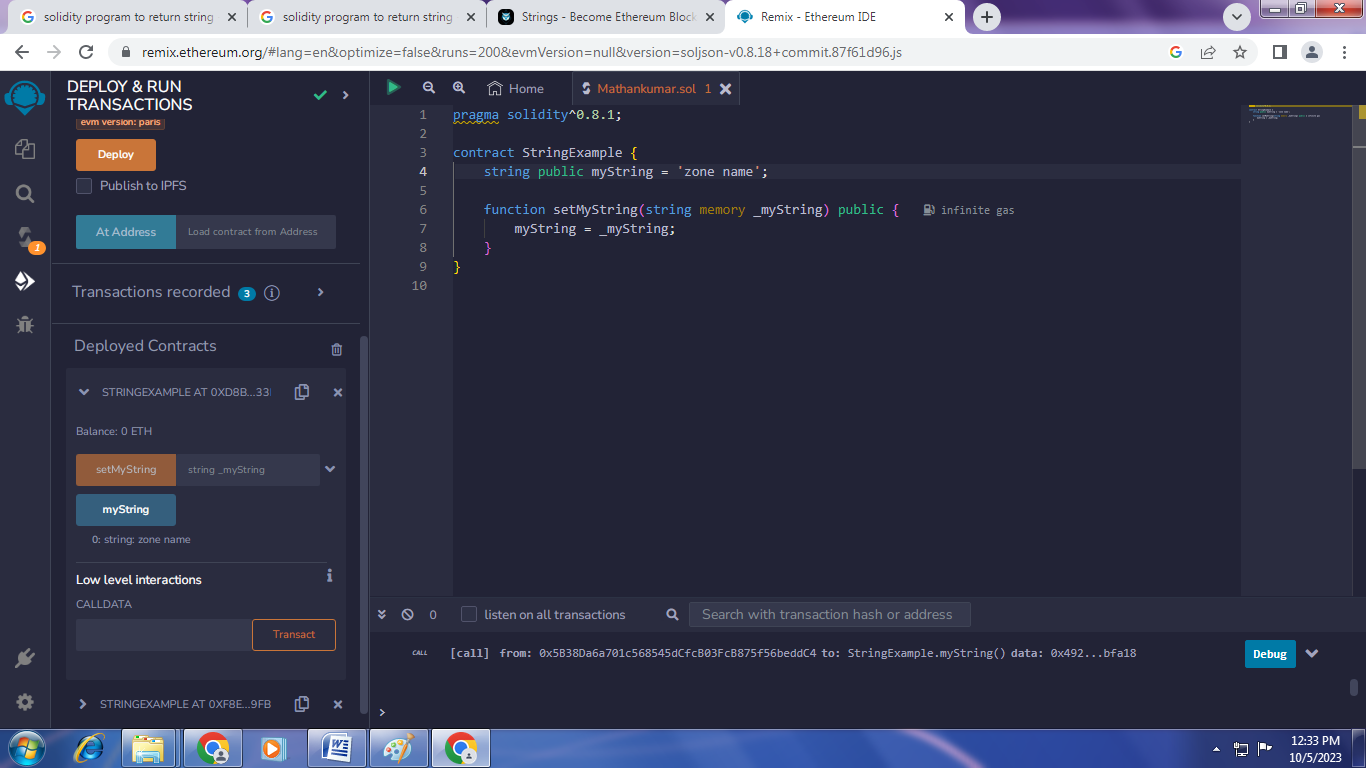 solidity program to return string
solidity program to return string
Strings - Become Ethereum Block
Remix - Ethereum IDE
remix.ethereum.org/#lang=en&optimize=false&runs=200&evmVersion=null&version=soljson-v0.8.18+commit.87f61d96.js
DEPLOY & RUN
TRANSACTIONS
evm version: paris
Deploy
Publish to IPFS
At Address Load contract from Address
1
Transactions recorded 3 i
Deployed Contracts
STRINGEXAMPLE AT 0XD8B...33
Balance: 0 ETH
setMyString string _myString
myString
0: string: zone name
Low level interactions i
CALLDATA
Transact
STRINGEXAMPLE AT 0XF8E...9FB
Home
Mathankumar.sol 1
1 pragma solidity^0.8.1;
2
3 contract StringExample {
4 string public myString = 'zone name';
5
6 function setMyString(string memory _myString) public { infinite gas
7 myString = _myString;
8 }
9 }
10
0 listen on all transactions Search with transaction hash or address
CALL [call] from: 0x5B38Da6a701c568545dCfcB03FcB875f56beddC4 to: StringExample.myString() data: 0x492...bfa18 Debug
>
12:33 PM
10/5/2023